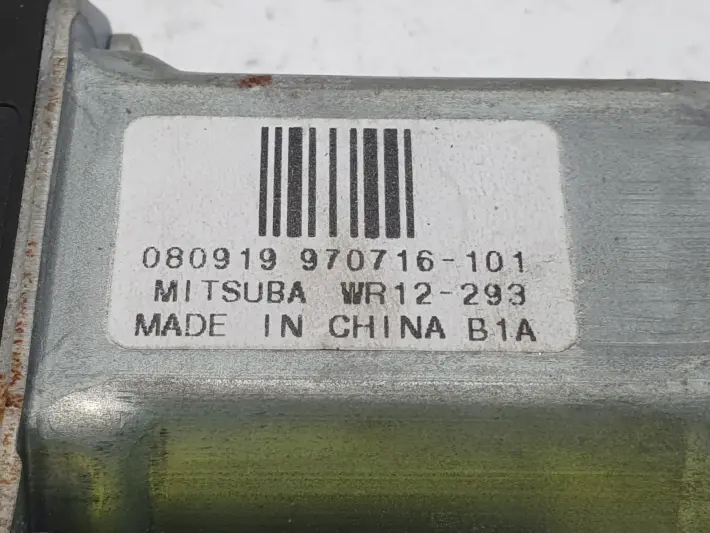 080919 970716-101
MITSUBA WR12-293
MADE IN CHINA B1A